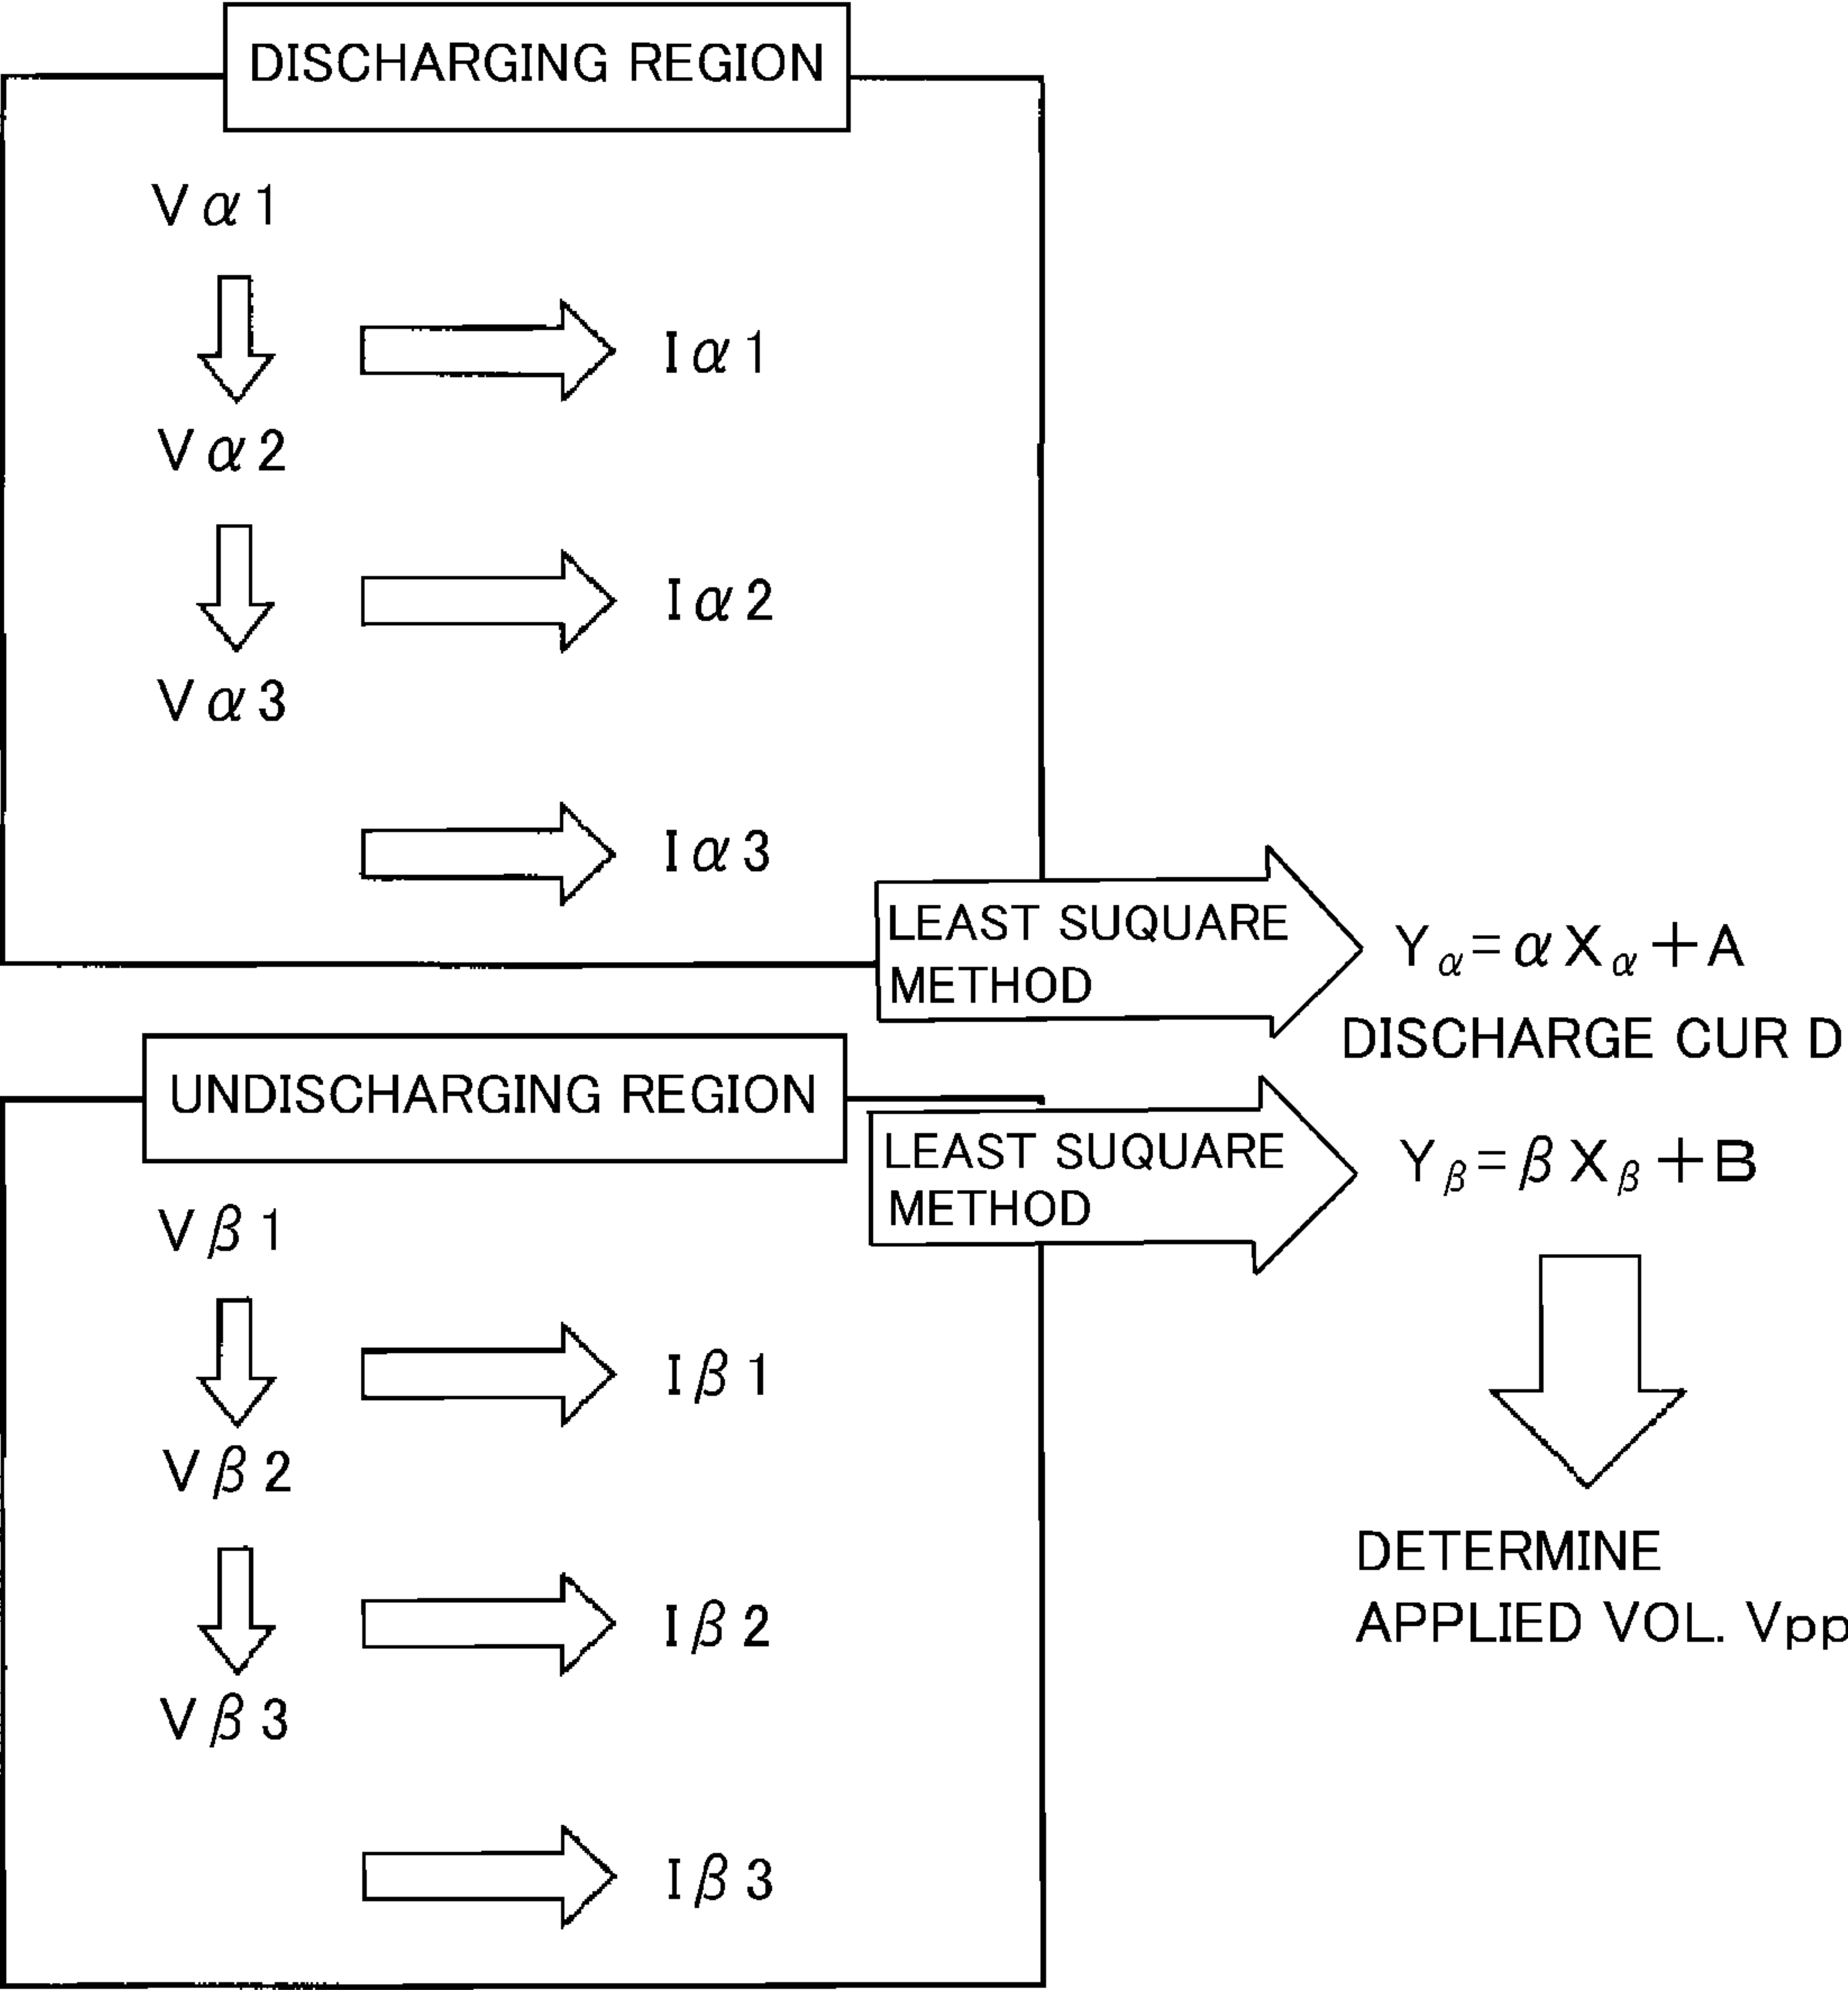 DISCHARGING REGION
Vα1
Iα1
Vα2
Iα2
Vα3
Iα3
LEAST SUQUARE
METHOD
Yα=αXα+A
DISCHARGE CUR D
UNDISCHARGING REGION
LEAST SUQUARE
METHOD
Yβ=βXβ+B
Vβ1
Iβ1
Vβ2
Iβ2
Vβ3
Iβ3
DETERMINE
APPLIED VOL. Vpp